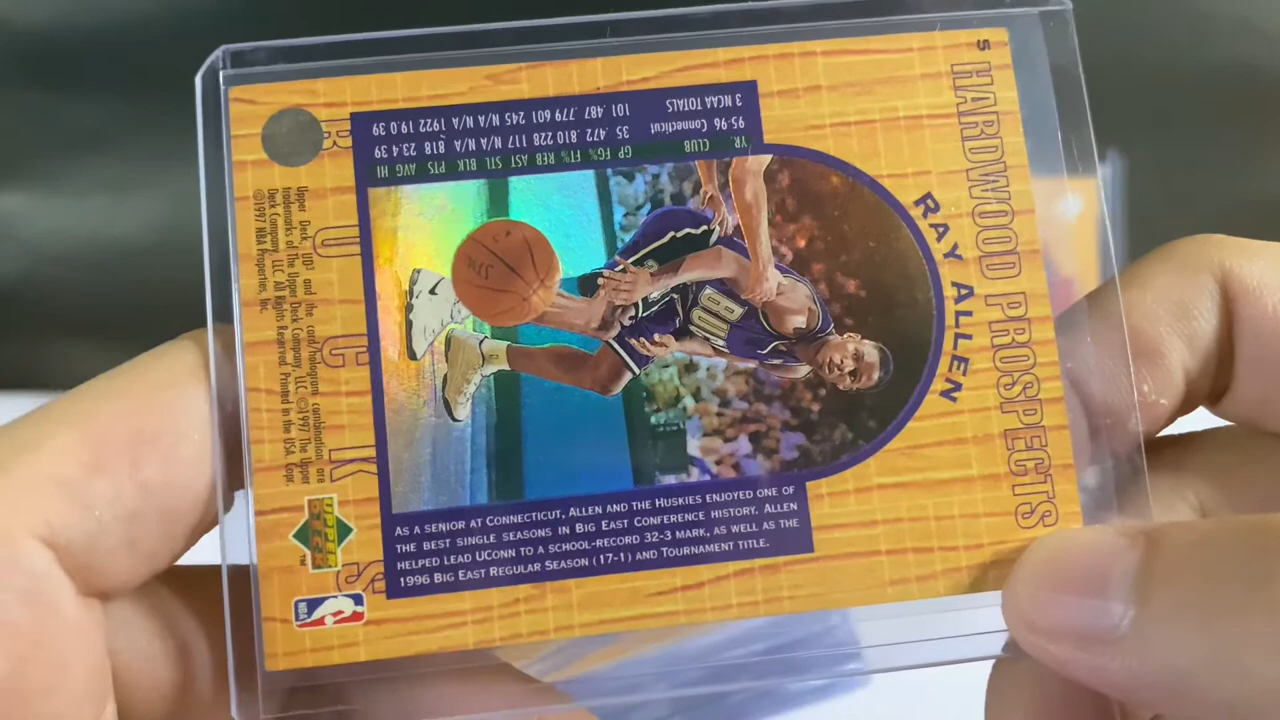 5
HARDWOOD PROSPECTS
RAY ALLEN
YR. CLUB GP FG% FT% REB AST STL BLK PTS AVG HI
95-96 Connecticut 35 .472 .810 228 117 N/A N/A 818 23.4 39
3 NCAA TOTALS 101 .487 .779 601 245 N/A N/A 1922 19.0 39
BU
AS A SENIOR AT CONNECTICUT, ALLEN AND THE HUSKIES ENJOYED ONE OF
THE BEST SINGLE SEASONS IN BIG EAST CONFERENCE HISTORY. ALLEN
HELPED LEAD UCONN TO A SCHOOL-RECORD 32-3 MARK, AS WELL AS THE
1996 BIG EAST REGULAR SEASON (17-1) AND TOURNAMENT TITLE.
BUCKS
Upper Deck, UD³ and the card/hologram combination are
trademarks of The Upper Deck Company, LLC. ©1997 The Upper
Deck Company, LLC. All Rights Reserved. Printed in the USA. Copr.
©1997 NBA Properties, Inc.
UPPER
DECK
TM
NBA